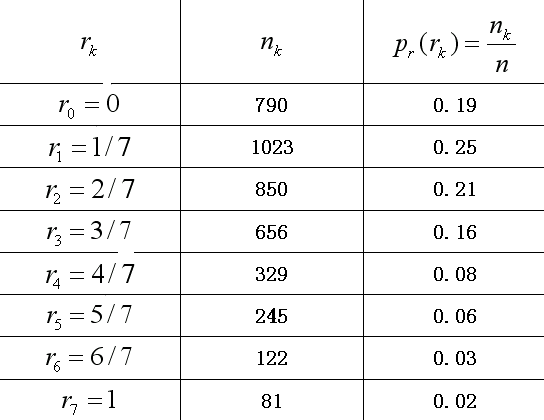 r_k n_k p_r(r_k) = n_k/n
r_0 = 0 790 0.19
r_1 = 1/7 1023 0.25
r_2 = 2/7 850 0.21
r_3 = 3/7 656 0.16
r_4 = 4/7 329 0.08
r_5 = 5/7 245 0.06
r_6 = 6/7 122 0.03
r_7 = 1 81 0.02